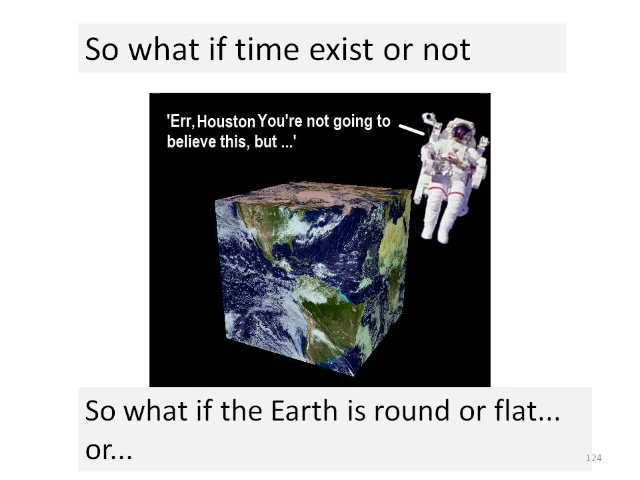 So what if time exist or not
'Err, Houston You're not going to
believe this, but ...'
So what if the Earth is round or flat...
or...
124